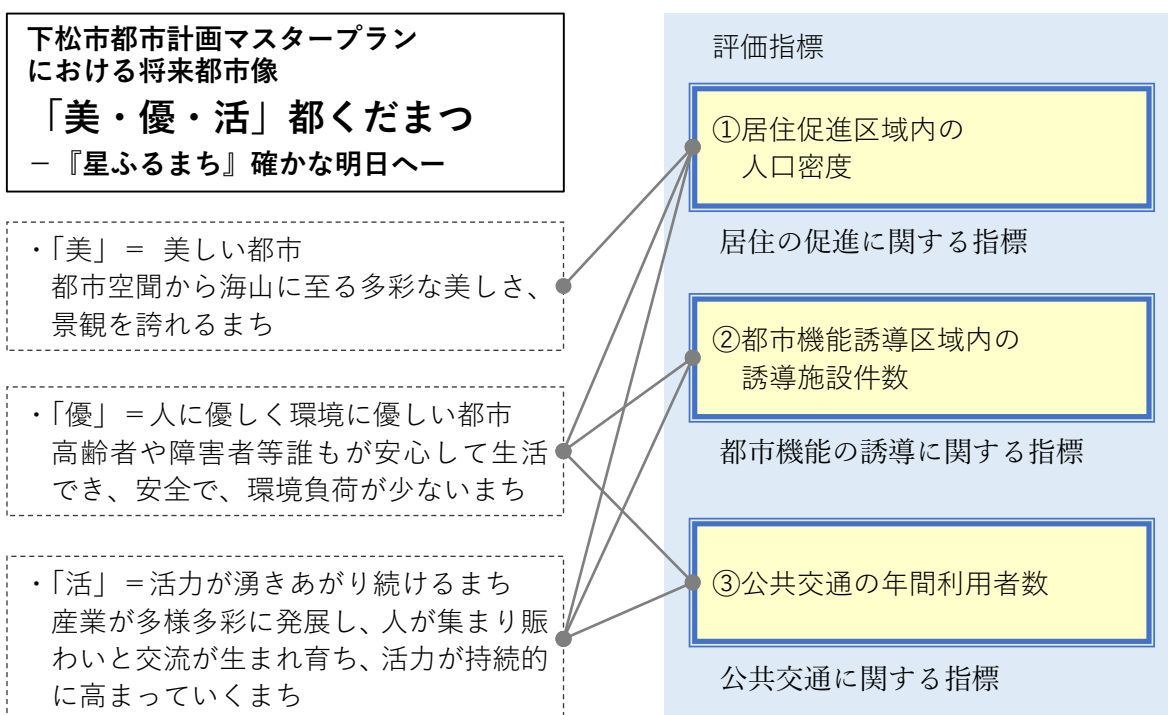 下松市都市計画マスタープラン
における将来都市像
「美・優・活」都くだまつ
－『星ふるまち』確かな明日へー
・「美」＝ 美しい都市
都市空聞から海山に至る多彩な美しさ、
景観を誇れるまち
・「優」＝人に優しく環境に優しい都市
高齢者や障害者等誰もが安心して生活
でき、安全で、環境負荷が少ないまち
・「活」＝活力が湧きあがり続けるまち
産業が多様多彩に発展し、人が集まり賑
わいと交流が生まれ育ち、活力が持続的
に高まっていくまち
評価指標
①居住促進区域内の
人口密度
居住の促進に関する指標
②都市機能誘導区域内の
誘導施設件数
都市機能の誘導に関する指標
③公共交通の年間利用者数
公共交通に関する指標